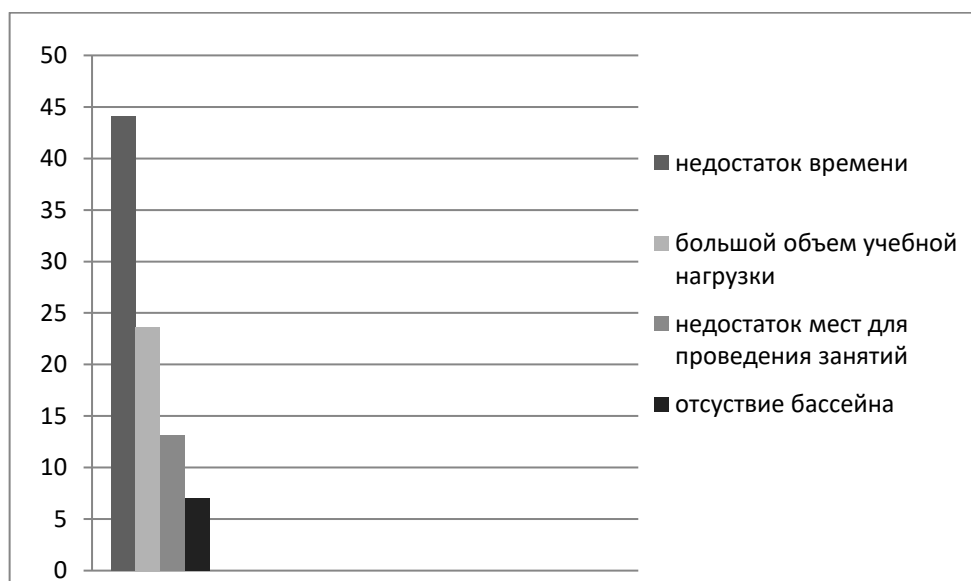 50
45
40
35
30
25
20
15
10
5
0
недостаток времени
большой объем учебной
нагрузки
недостаток мест для
проведения занятий
отсуствие бассейна